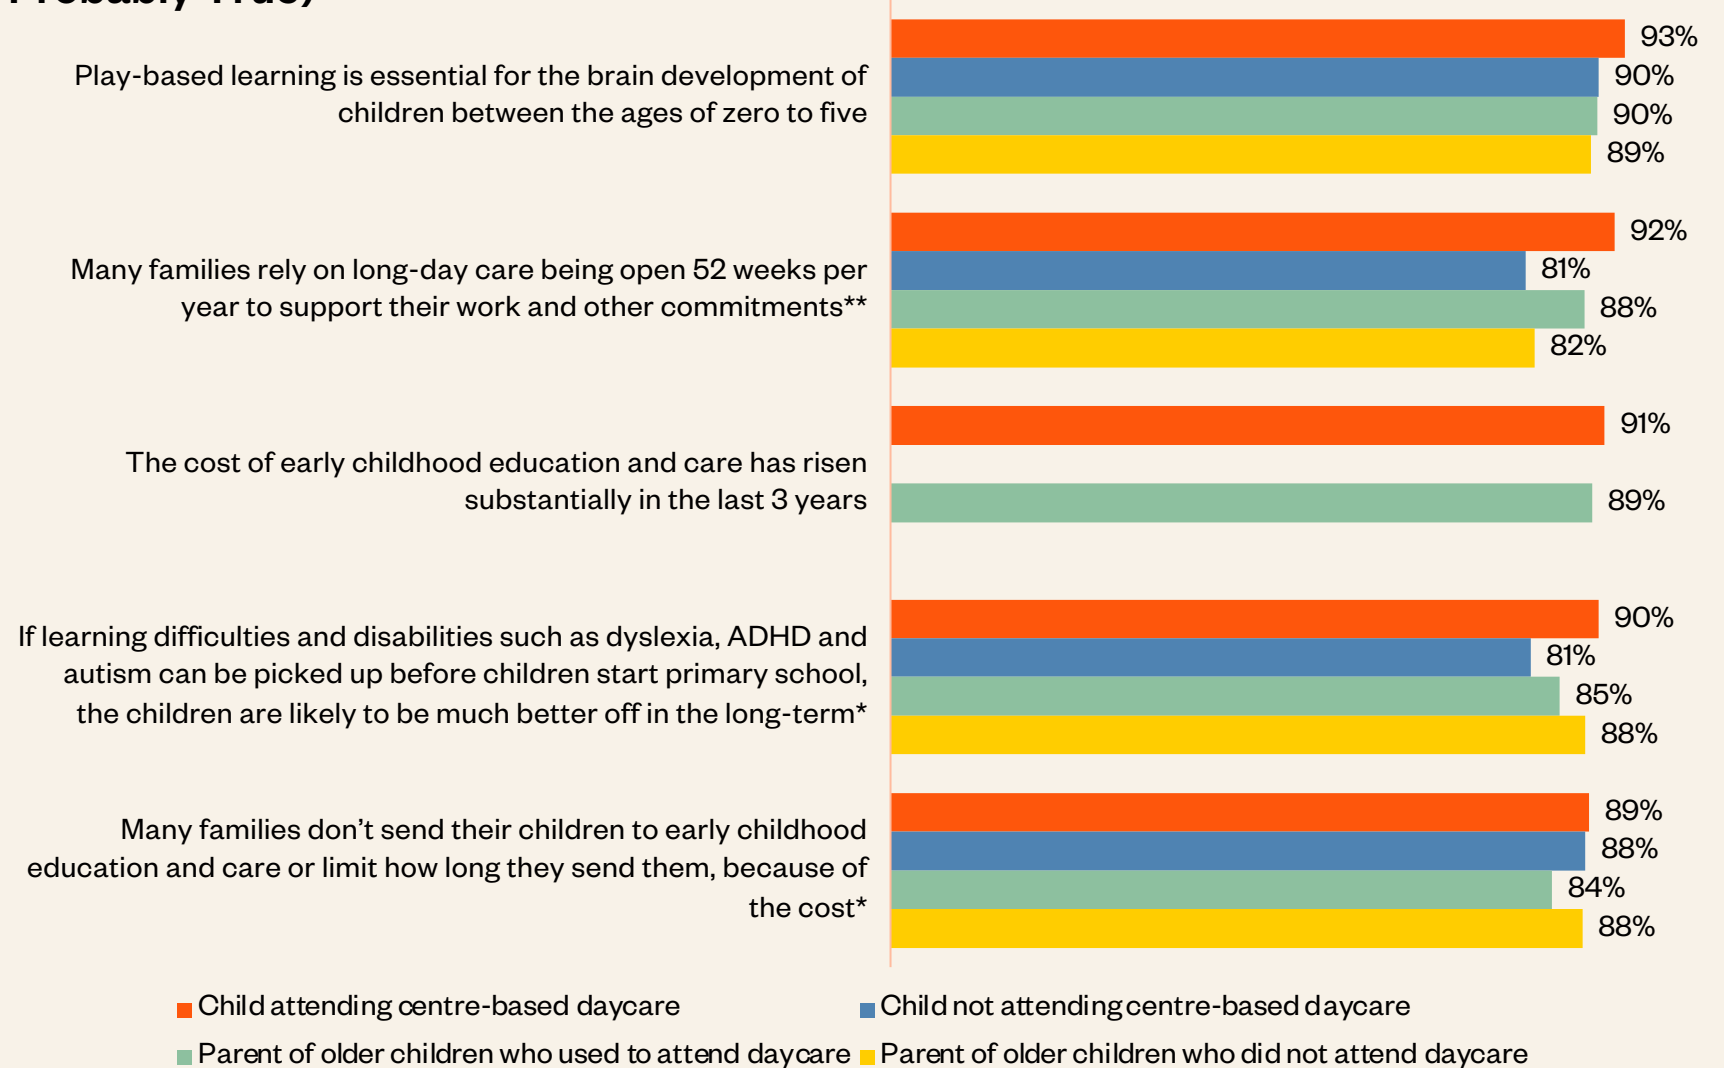 Probably True)
93%
Play-based learning is essential for the brain development of
90%
children between the ages of zero to five
90%
89%
92%
Many families rely on long-day care being open 52 weeks per
81%
year to support their work and other commitments**
88%
82%
91%
The cost of early childhood education and care has risen
substantially in the last 3 years
89%
90%
If learning difficulties and disabilities such as dyslexia, ADHD and
81%
autism can be picked up before children start primary school,
85%
the children are likely to be much better off in the long-term*
88%
89%
Many families don’t send their children to early childhood
88%
education and care or limit how long they send them, because of
84%
the cost*
88%
Child attending centre-based daycare
Child not attending centre-based daycare
Parent of older children who used to attend daycare
Parent of older children who did not attend daycare